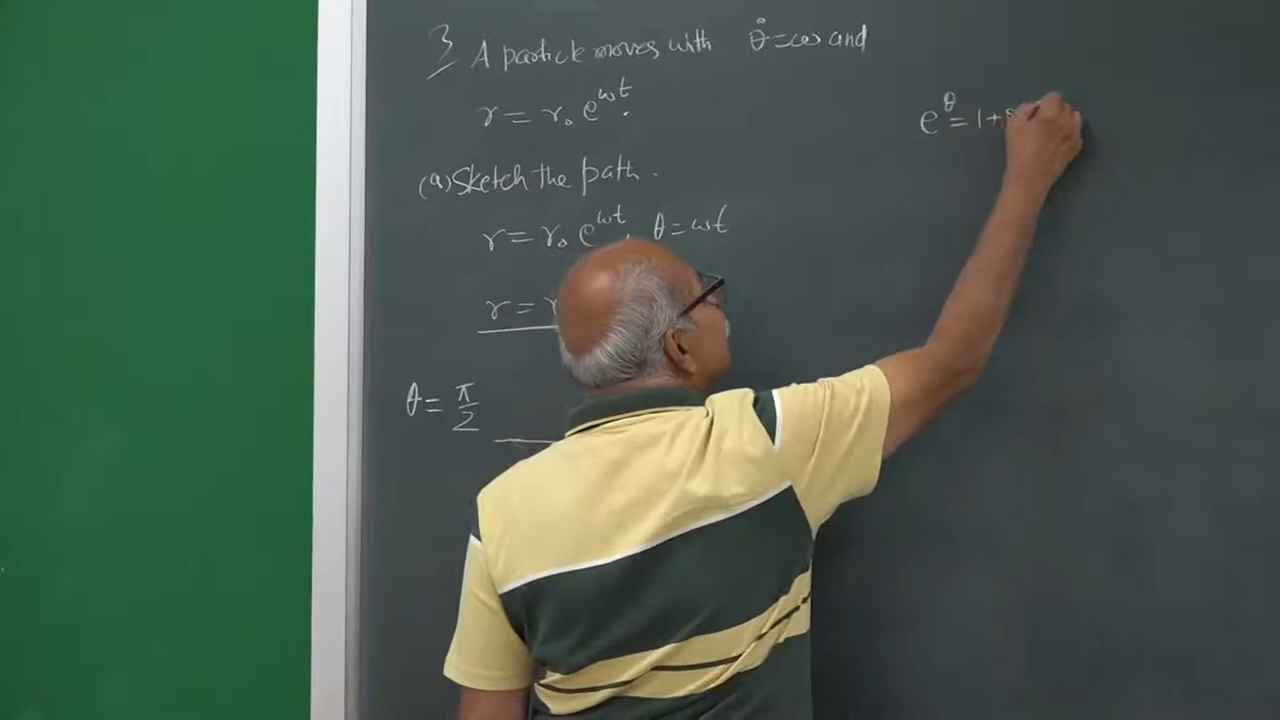 3 A particle moves with θ̇ = ω and
r = r₀ e^ωt.
(a) Sketch the path.
r = r₀ e^ωt, θ = ωt
r =
θ = π/2
e^θ = 1 +